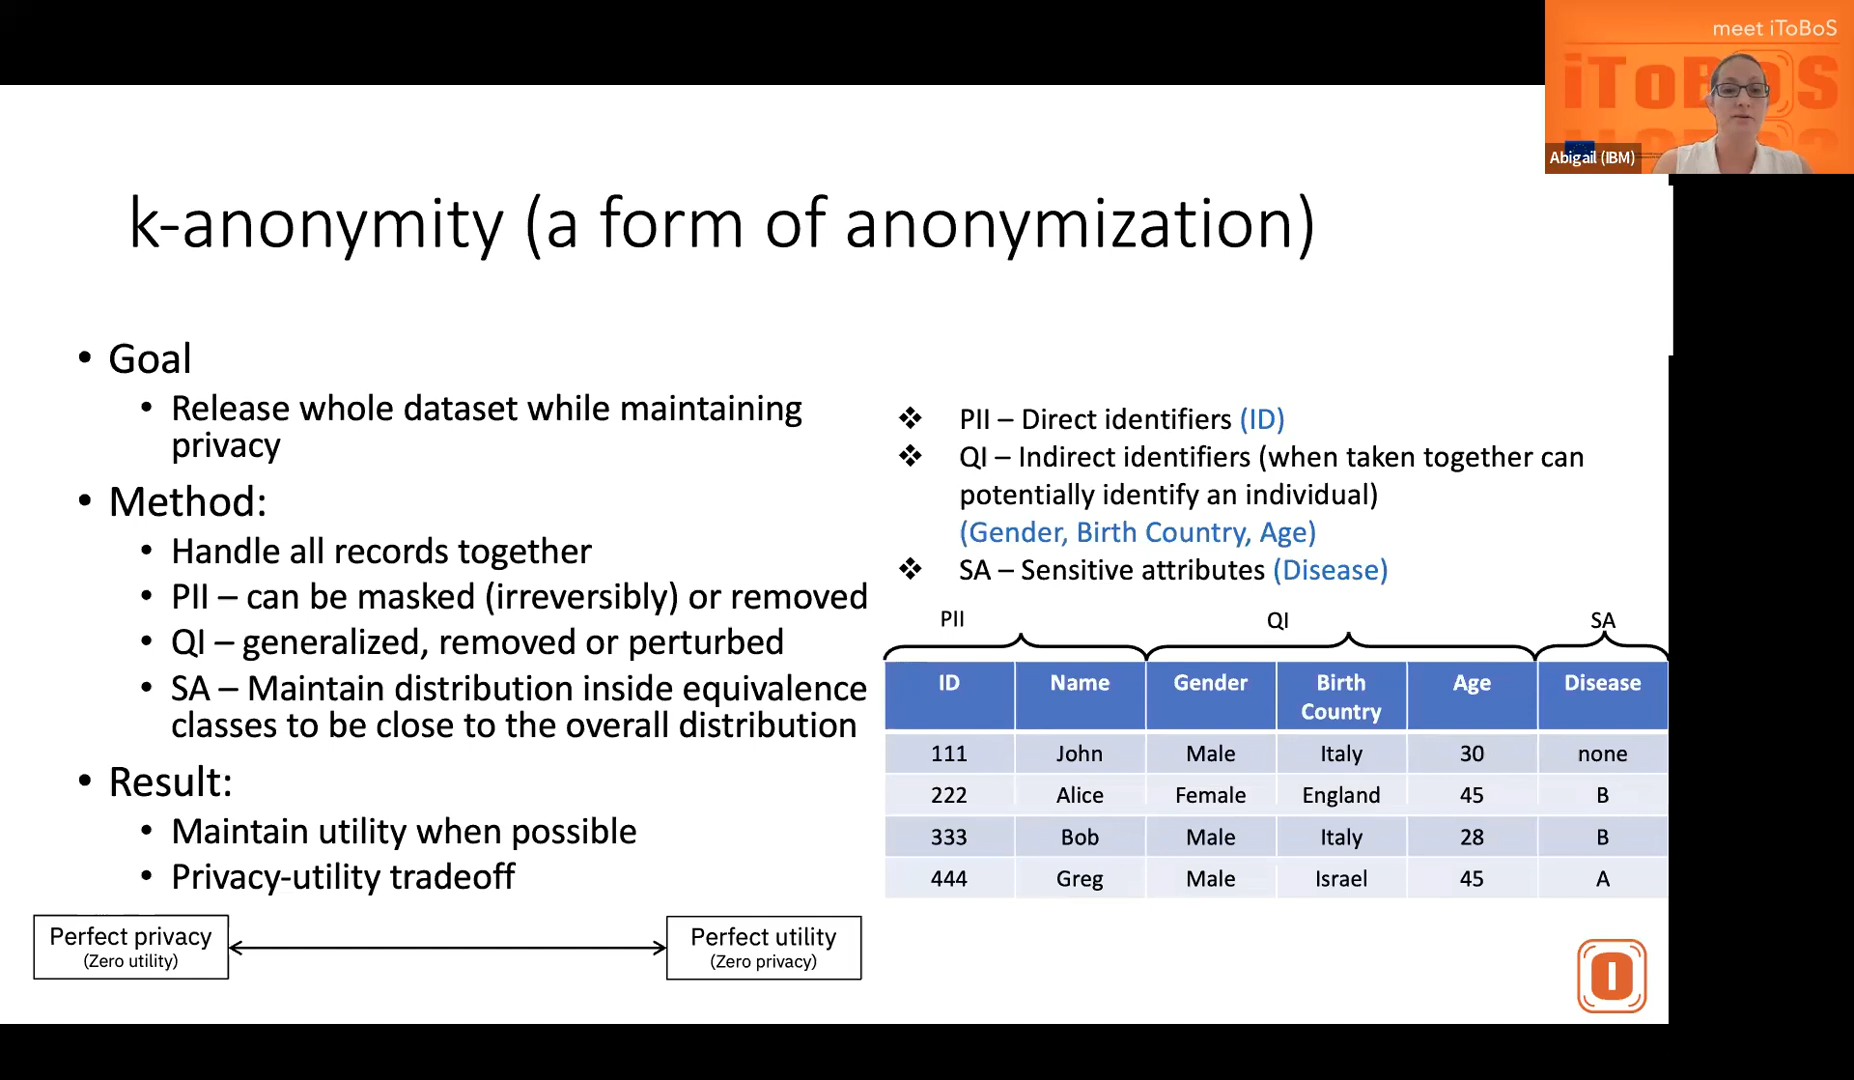 meet iToBoS
iToBoS
Abigail (IBM)
k-anonymity (a form of anonymization)
• Goal
• Release whole dataset while maintaining
privacy
• Method:
• Handle all records together
• PII – can be masked (irreversibly) or removed
• QI – generalized, removed or perturbed
• SA – Maintain distribution inside equivalence
classes to be close to the overall distribution
• Result:
• Maintain utility when possible
• Privacy-utility tradeoff
Perfect privacy
(Zero utility)
Perfect utility
(Zero privacy)
❖ PII – Direct identifiers (ID)
❖ QI – Indirect identifiers (when taken together can
potentially identify an individual)
(Gender, Birth Country, Age)
❖ SA – Sensitive attributes (Disease)
PII QI SA
ID Name Gender Birth Country Age Disease
111 John Male Italy 30 none
222 Alice Female England 45 B
333 Bob Male Italy 28 B
444 Greg Male Israel 45 A